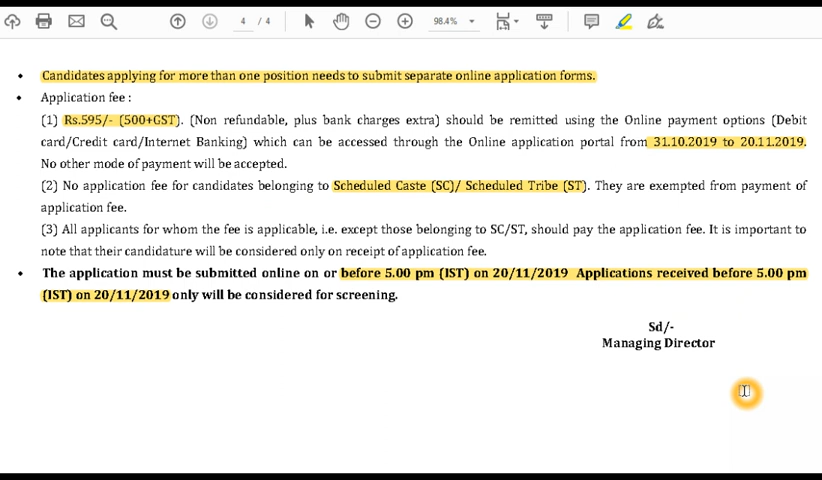 4 / 4
98.4%
• Candidates applying for more than one position needs to submit separate online application forms.
• Application fee :
(1) Rs.595/- (500+GST). (Non refundable, plus bank charges extra) should be remitted using the Online payment options (Debit
card/Credit card/Internet Banking) which can be accessed through the Online application portal from 31.10.2019 to 20.11.2019.
No other mode of payment will be accepted.
(2) No application fee for candidates belonging to Scheduled Caste (SC)/ Scheduled Tribe (ST). They are exempted from payment of
application fee.
(3) All applicants for whom the fee is applicable, i.e. except those belonging to SC/ST, should pay the application fee. It is important to
note that their candidature will be considered only on receipt of application fee.
• The application must be submitted online on or before 5.00 pm (IST) on 20/11/2019 Applications received before 5.00 pm
(IST) on 20/11/2019 only will be considered for screening.
Sd/-
Managing Director